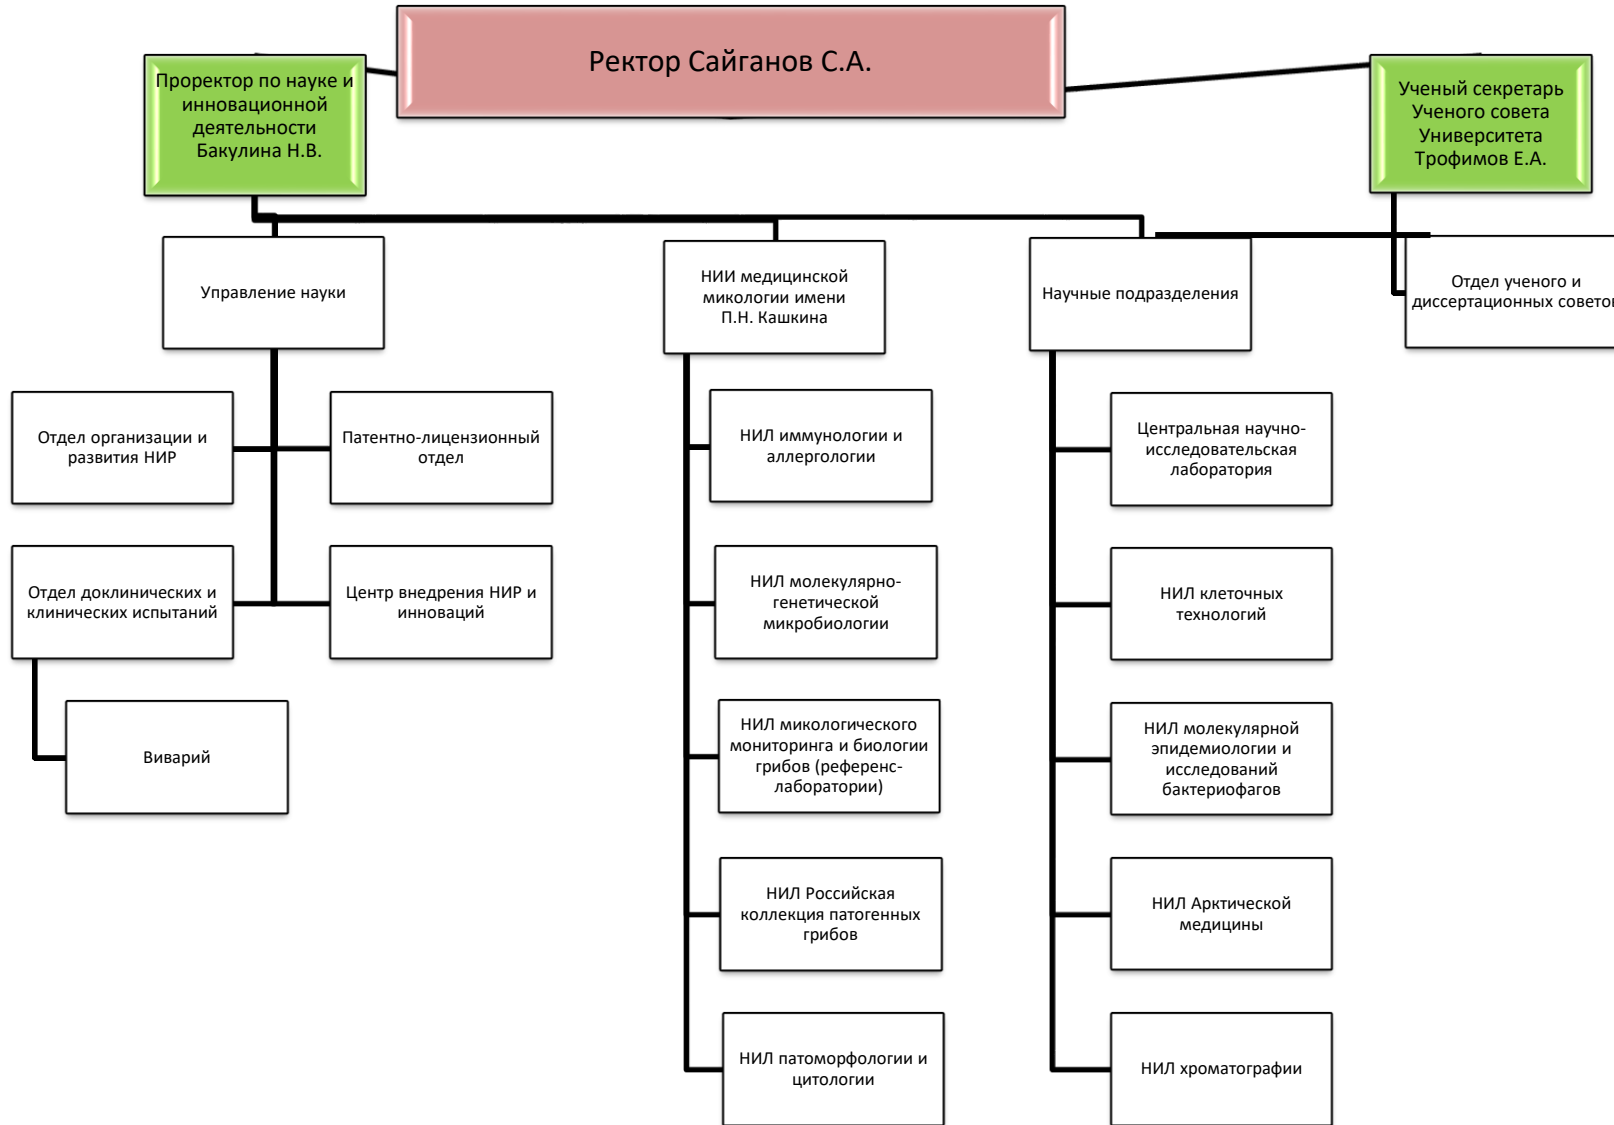 Ректор Сайганов С.А.
Проректор по науке и
инновационной
деятельности
Бакулина Н.В.
Ученый секретарь
Ученого совета
Университета
Трофимов Е.А.
Управление науки
НИИ медицинской
микологии имени
П.Н. Кашкина
Научные подразделения
Отдел ученого и
диссертационных советов
Отдел организации и
развития НИР
Патентно-лицензионный
отдел
Отдел доклинических и
клинических испытаний
Центр внедрения НИР и
инноваций
Виварий
НИЛ иммунологии и
аллергологии
НИЛ молекулярно-
генетической
микробиологии
НИЛ микологического
мониторинга и биологии
грибов (референс-
лаборатории)
НИЛ Российская
коллекция патогенных
грибов
НИЛ патоморфологии и
цитологии
Центральная научно-
исследовательская
лаборатория
НИЛ клеточных
технологий
НИЛ молекулярной
эпидемиологии и
исследований
бактериофагов
НИЛ Арктической
медицины
НИЛ хроматографии